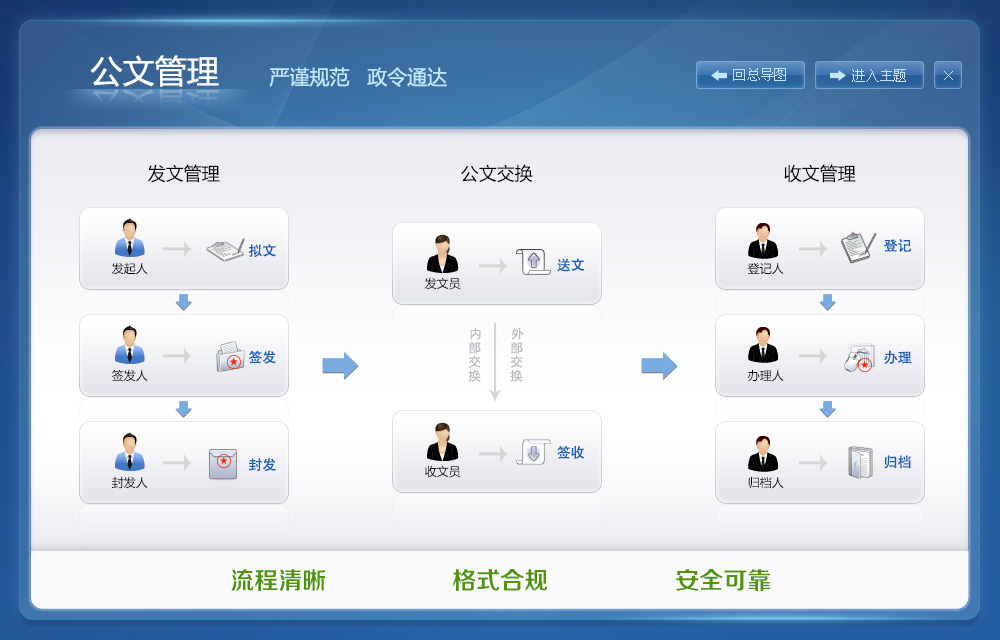 公文管理
严谨规范 政令通达
回总导图
进入主题
发文管理
发起人
拟文
签发人
签发
封发人
封发
公文交换
发文员
送文
内部交换
外部交换
收文员
签收
收文管理
登记人
登记
办理人
办理
归档人
归档
流程清晰
格式合规
安全可靠